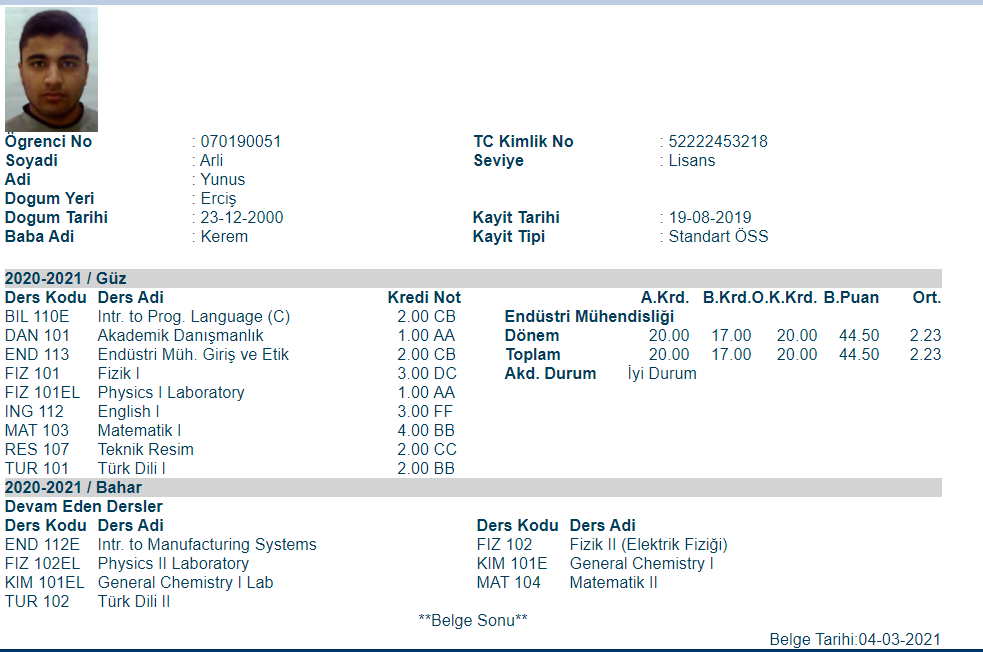 Ögrenci No : 070190051 TC Kimlik No : 52222453218
Soyadi : Arli Seviye : Lisans
Adi : Yunus
Dogum Yeri : Erciş
Dogum Tarihi : 23-12-2000 Kayit Tarihi : 19-08-2019
Baba Adi : Kerem Kayit Tipi : Standart ÖSS
2020-2021 / Güz
Ders Kodu Ders Adi Kredi Not A.Krd. B.Krd.O.K.Krd. B.Puan Ort.
BIL 110E Intr. to Prog. Language (C) 2.00 CB Endüstri Mühendisliği
DAN 101 Akademik Danışmanlık 1.00 AA Dönem 20.00 17.00 20.00 44.50 2.23
END 113 Endüstri Müh. Giriş ve Etik 2.00 CB Toplam 20.00 17.00 20.00 44.50 2.23
FIZ 101 Fizik I 3.00 DC Akd. Durum İyi Durum
FIZ 101EL Physics I Laboratory 1.00 AA
ING 112 English I 3.00 FF
MAT 103 Matematik I 4.00 BB
RES 107 Teknik Resim 2.00 CC
TUR 101 Türk Dili I 2.00 BB
2020-2021 / Bahar
Devam Eden Dersler
Ders Kodu Ders Adi Ders Kodu Ders Adi
END 112E Intr. to Manufacturing Systems FIZ 102 Fizik II (Elektrik Fiziği)
FIZ 102EL Physics II Laboratory KIM 101E General Chemistry I
KIM 101EL General Chemistry I Lab MAT 104 Matematik II
TUR 102 Türk Dili II
**Belge Sonu**
Belge Tarihi:04-03-2021